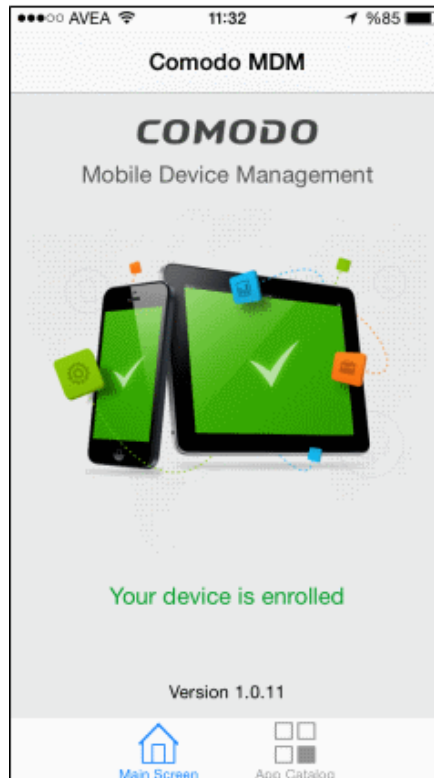 AVEA 11:32 %85
Comodo MDM
COMODO
Mobile Device Management
Your device is enrolled
Version 1.0.11
Main Screen App Catalog